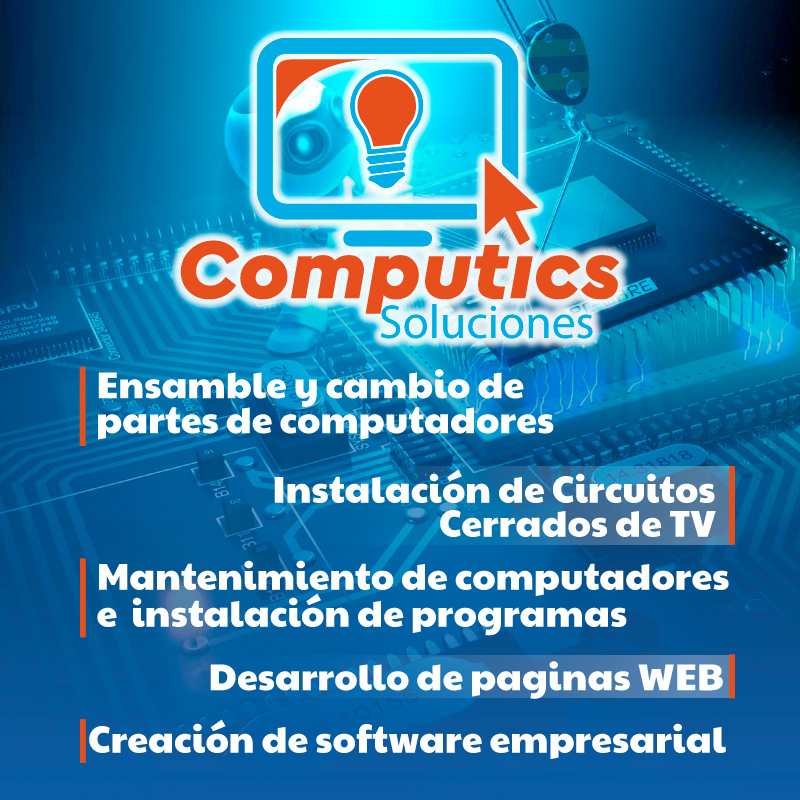 Computics
Soluciones
Ensamble y cambio de
partes de computadores
Instalación de Circuitos
Cerrados de TV
Mantenimiento de computadores
e instalación de programas
Desarrollo de paginas WEB
Creación de software empresarial